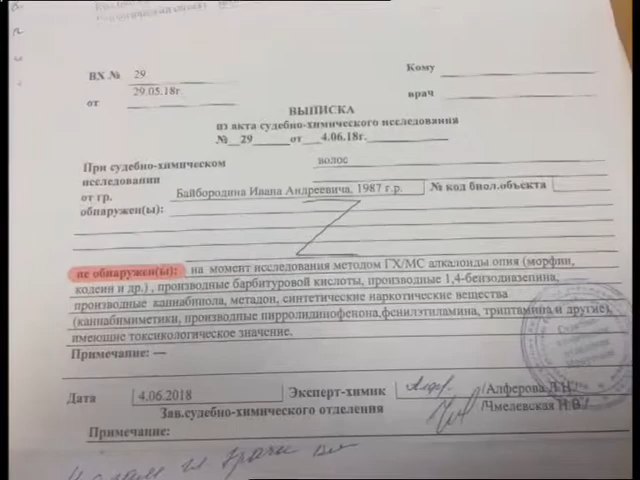 ВХ № 29
29.05.18г.
от
Кому
врач
ВЫПИСКА
из акта судебно-химического исследования
№ 29 от 4.06.18г.
При судебно-химическом волос
исследовании
от гр. Байбородина Ивана Андреевича, 1987 г.р. № код биол.объекта
обнаружен(ы):
не обнаружен(ы): на момент исследования методом ГХ/МС алкалоиды опия (морфин,
кодеин и др.) , производные барбитуровой кислоты, производные 1,4-бензодиазепина,
производные каннабинола, метадон, синтетические наркотические вещества
(каннабимиметики, производные пирролидинофенона,фенилэтиламина, триптамина и другие),
имеющие токсикологическое значение.
Примечание: —
Дата 4.06.2018 Эксперт-химик /Алферова Л.Н./
Зав.судебно-химического отделения /Чмелевская Н.В/
Примечание: